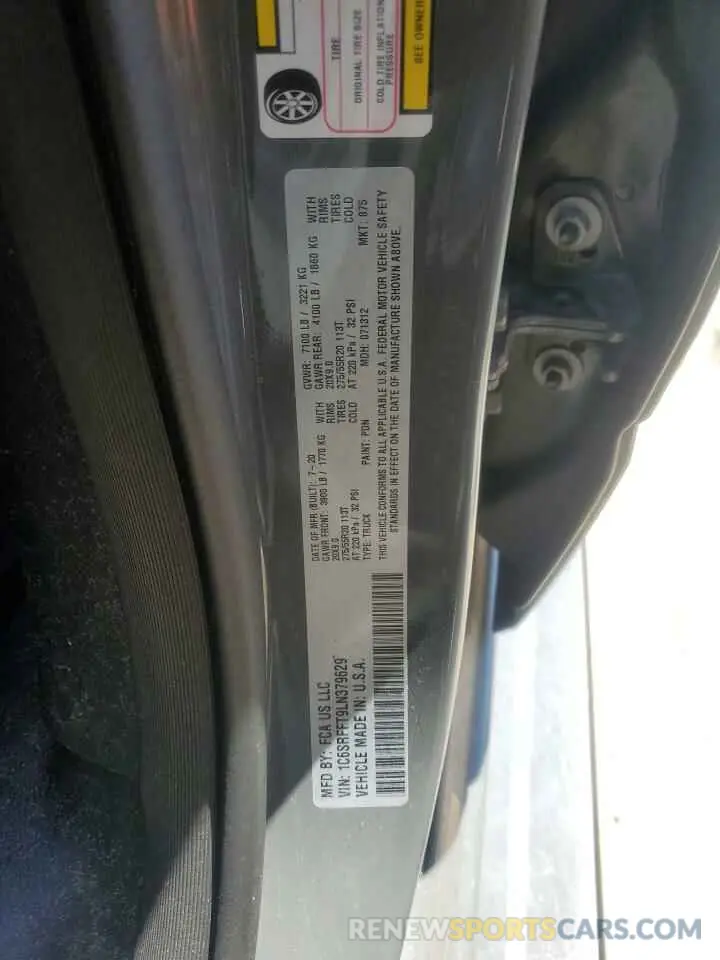 TIRE
ORIGINAL TIRE SIZE
COLD TIRE INFLATION
PRESSURE
SEE OWNER
MFD BY: FCA US LLC
VIN: 1C6SRFFT9LN379629
VEHICLE MADE IN: U.S.A.
DATE OF MFR (BUILT): 7-20
GAWR FRONT: 3900 LB / 1770 KG
20X9.0
275/55R20 113T
AT 220 kPa / 32 PSI
WITH
RIMS
TIRES
COLD
TYPE: TRUCK
PAINT: PDN
GVWR: 7100 LB / 3221 KG
GAWR REAR: 4100 LB / 1860 KG
20X9.0
275/55R20 113T
AT 220 kPa / 32 PSI
WITH
RIMS
TIRES
COLD
MDH: 071312
MKT: 875
THIS VEHICLE CONFORMS TO ALL APPLICABLE U.S.A. FEDERAL MOTOR VEHICLE SAFETY
STANDARDS IN EFFECT ON THE DATE OF MANUFACTURE SHOWN ABOVE.
RENEWSPORTSCARS.COM